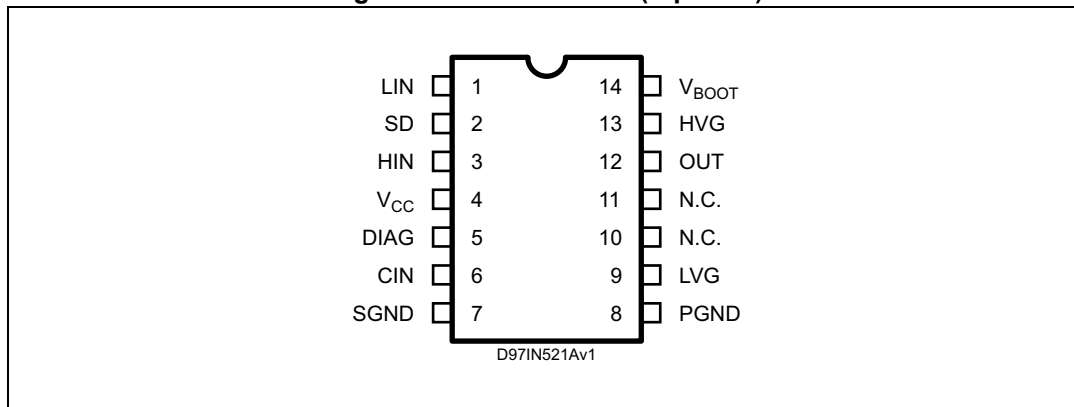 LIN 1 14 VBOOT
SD 2 13 HVG
HIN 3 12 OUT
VCC 4 11 N.C.
DIAG 5 10 N.C.
CIN 6 9 LVG
SGND 7 8 PGND
D97IN521Av1